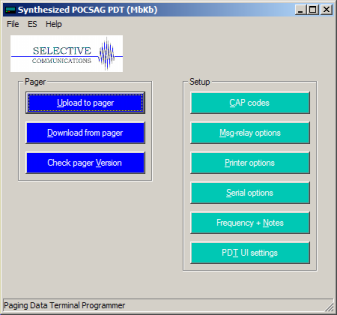 Synthesized POCSAG PDT (MbKb)
File ES Help
SELECTIVE
COMMUNICATIONS
Pager
Upload to pager
Download from pager
Check pager Version
Setup
CAP codes
Msg-relay options
Printer options
Serial options
Frequency + Notes
PDT UI settings
Paging Data Terminal Programmer